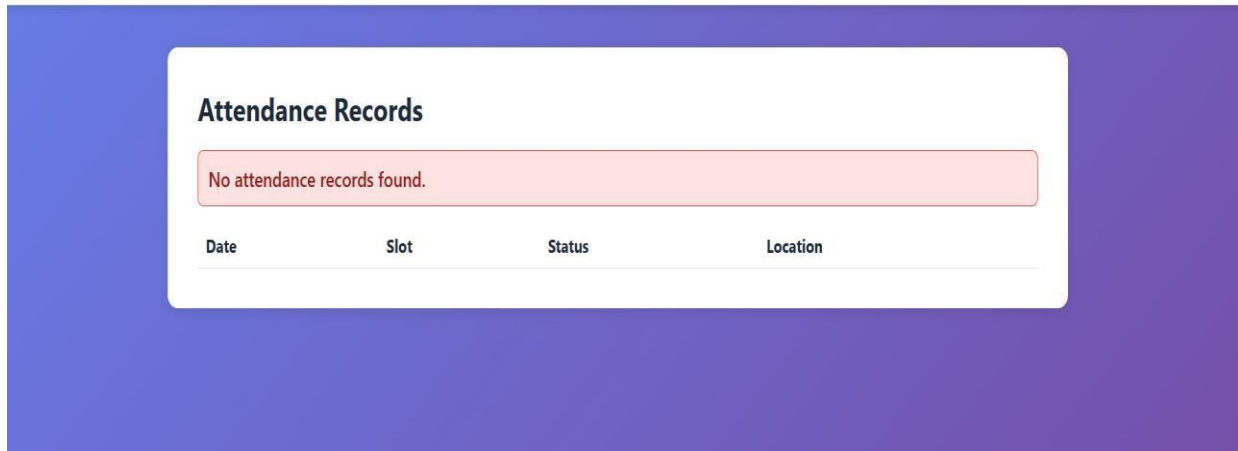 Attendance Records
No attendance records found.
Date Slot Status Location